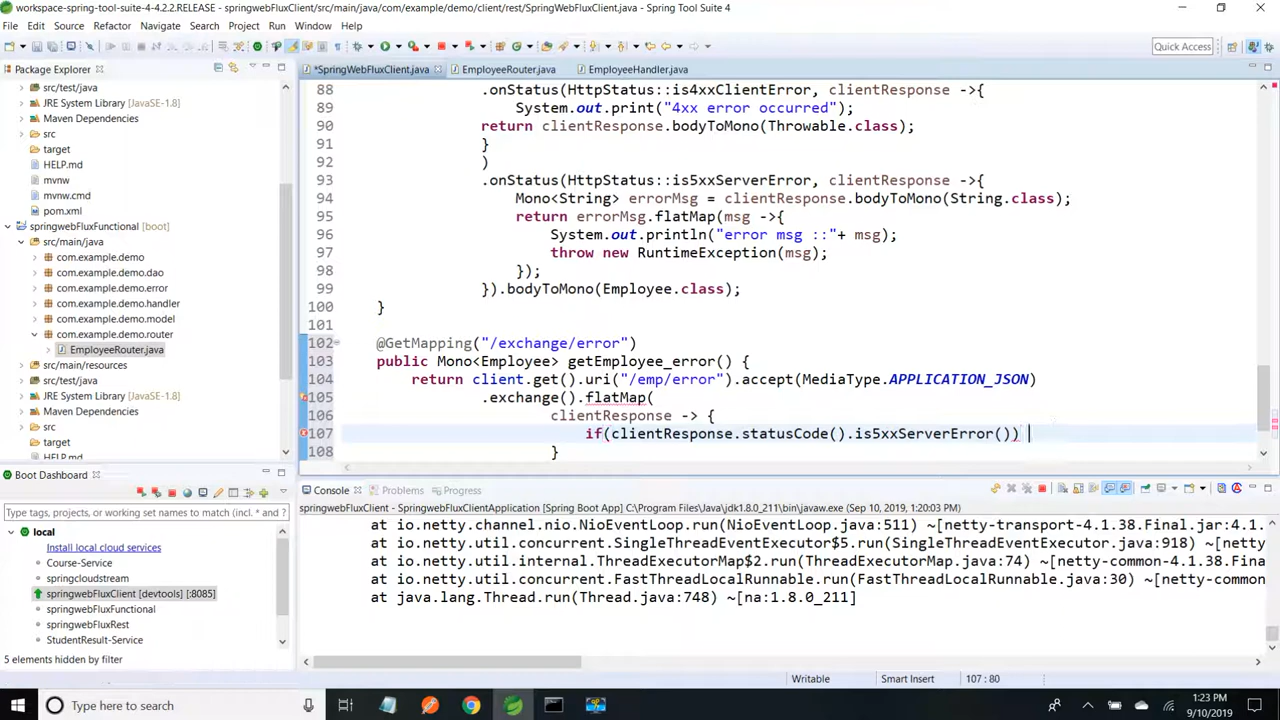 workspace-spring-tool-suite-4-4.2.2.RELEASE - springwebFluxClient/src/main/java/com/example/demo/client/rest/SpringWebFluxClient.java - Spring Tool Suite 4
File Edit Source Refactor Navigate Search Project Run Window Help
Quick Access
Package Explorer
*SpringWebFluxClient.java
EmployeeRouter.java
EmployeeHandler.java
src/test/java
JRE System Library [JavaSE-1.8]
Maven Dependencies
src
target
HELP.md
mvnw
mvnw.cmd
pom.xml
springwebFluxFunctional [boot]
src/main/java
com.example.demo
com.example.demo.dao
com.example.demo.error
com.example.demo.handler
com.example.demo.model
com.example.demo.router
EmployeeRouter.java
src/main/resources
src/test/java
JRE System Library [JavaSE-1.8]
Maven Dependencies
src
target
HELP.md
88 .onStatus(HttpStatus::is4xxClientError, clientResponse ->{
89 System.out.print("4xx error occurred");
90 return clientResponse.bodyToMono(Throwable.class);
91 }
92 )
93 .onStatus(HttpStatus::is5xxServerError, clientResponse ->{
94 Mono<String> errorMsg = clientResponse.bodyToMono(String.class);
95 return errorMsg.flatMap(msg ->{
96 System.out.println("error msg ::"+ msg);
97 throw new RuntimeException(msg);
98 });
99 }).bodyToMono(Employee.class);
100 }
101
102 @GetMapping("/exchange/error")
103 public Mono<Employee> getEmployee_error() {
104 return client.get().uri("/emp/error").accept(MediaType.APPLICATION_JSON)
105 .exchange().flatMap(
106 clientResponse -> {
107 if(clientResponse.statusCode().is5xxServerError())
108 }
Boot Dashboard
Type tags, projects, or working set names to match (incl. * and ?
local
Install local cloud services
Course-Service
springcloudstream
springwebFluxClient [devtools] [:8085]
springwebFluxFunctional
springwebFluxRest
StudentResult-Service
5 elements hidden by filter
Console Problems Progress
springwebFluxClient - SpringwebFluxClientApplication [Spring Boot App] C:\Program Files\Java\jdk1.8.0_211\bin\javaw.exe (Sep 10, 2019, 1:20:03 PM)
at io.netty.channel.nio.NioEventLoop.run(NioEventLoop.java:511) ~[netty-transport-4.1.38.Final.jar:4.1.
at io.netty.util.concurrent.SingleThreadEventExecutor$5.run(SingleThreadEventExecutor.java:918) ~[netty-
at io.netty.util.internal.ThreadExecutorMap$2.run(ThreadExecutorMap.java:74) ~[netty-common-4.1.38.Fina
at io.netty.util.concurrent.FastThreadLocalRunnable.run(FastThreadLocalRunnable.java:30) ~[netty-common
at java.lang.Thread.run(Thread.java:748) ~[na:1.8.0_211]
Writable
Smart Insert
107 : 80
Type here to search
1:23 PM
9/10/2019